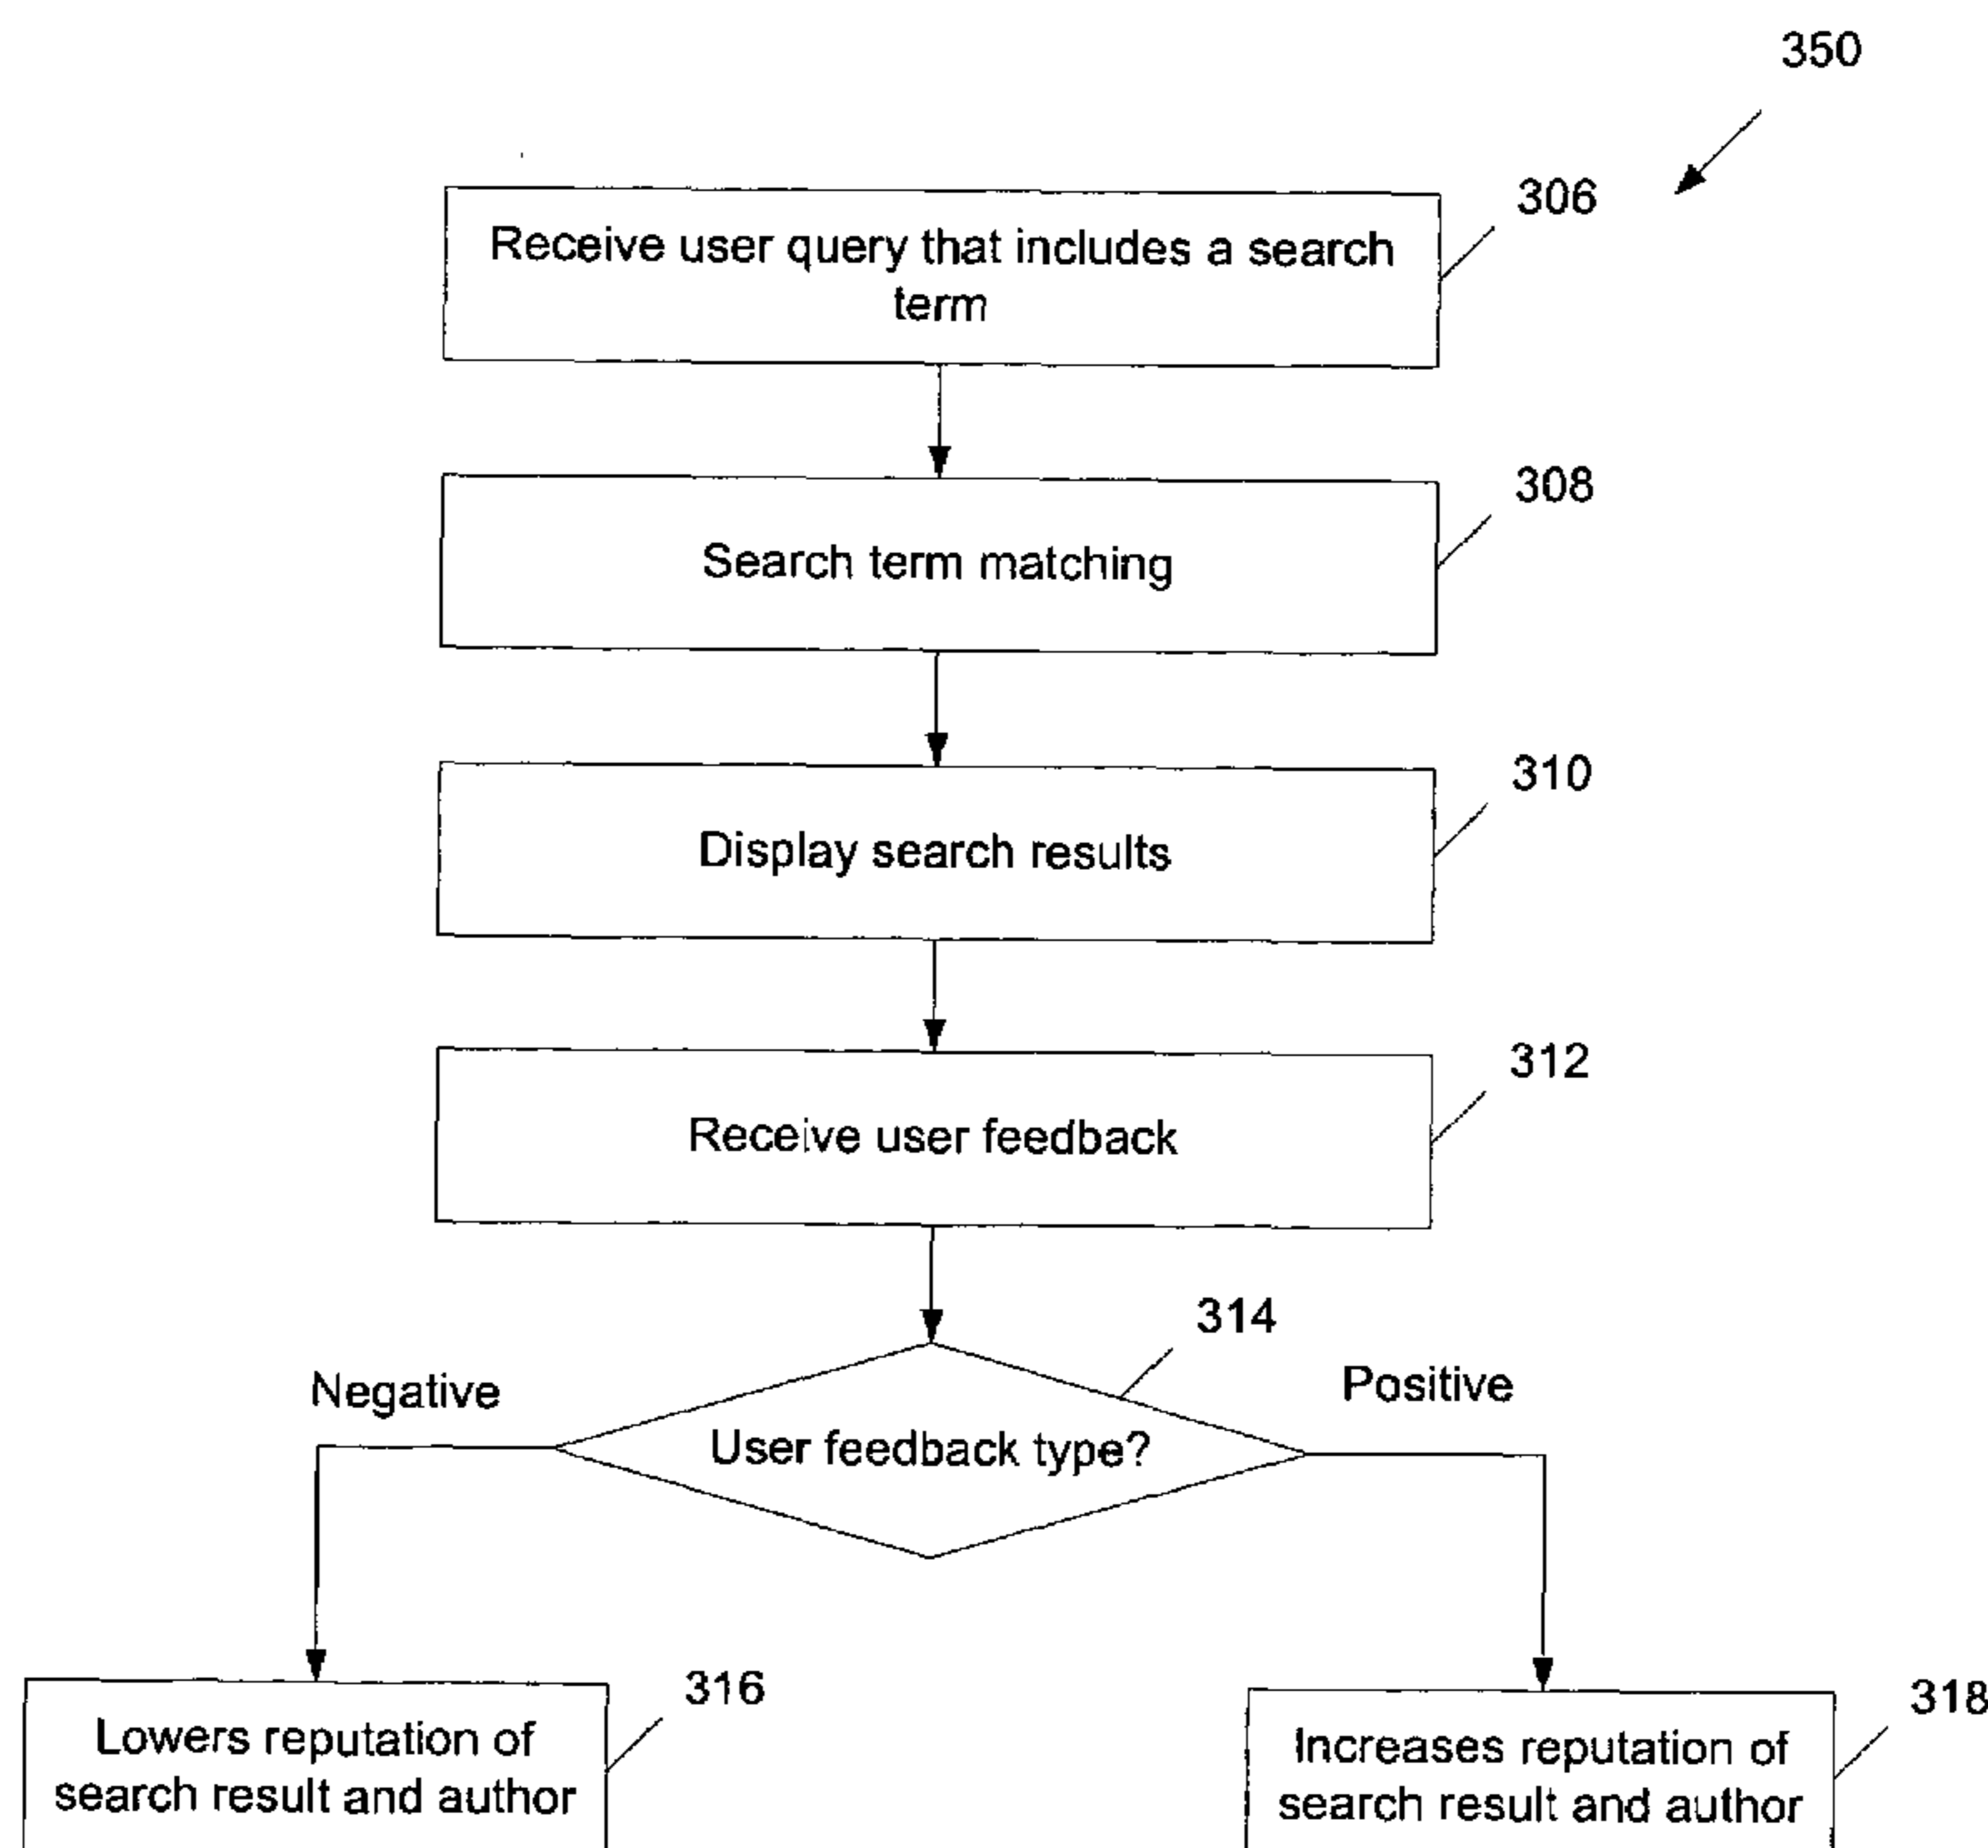 350
306
Receive user query that includes a search
term
308
Search term matching
310
Display search results
312
Receive user feedback
314
Negative
Positive
User feedback type?
316
Lowers reputation of
search result and author
318
Increases reputation of
search result and author